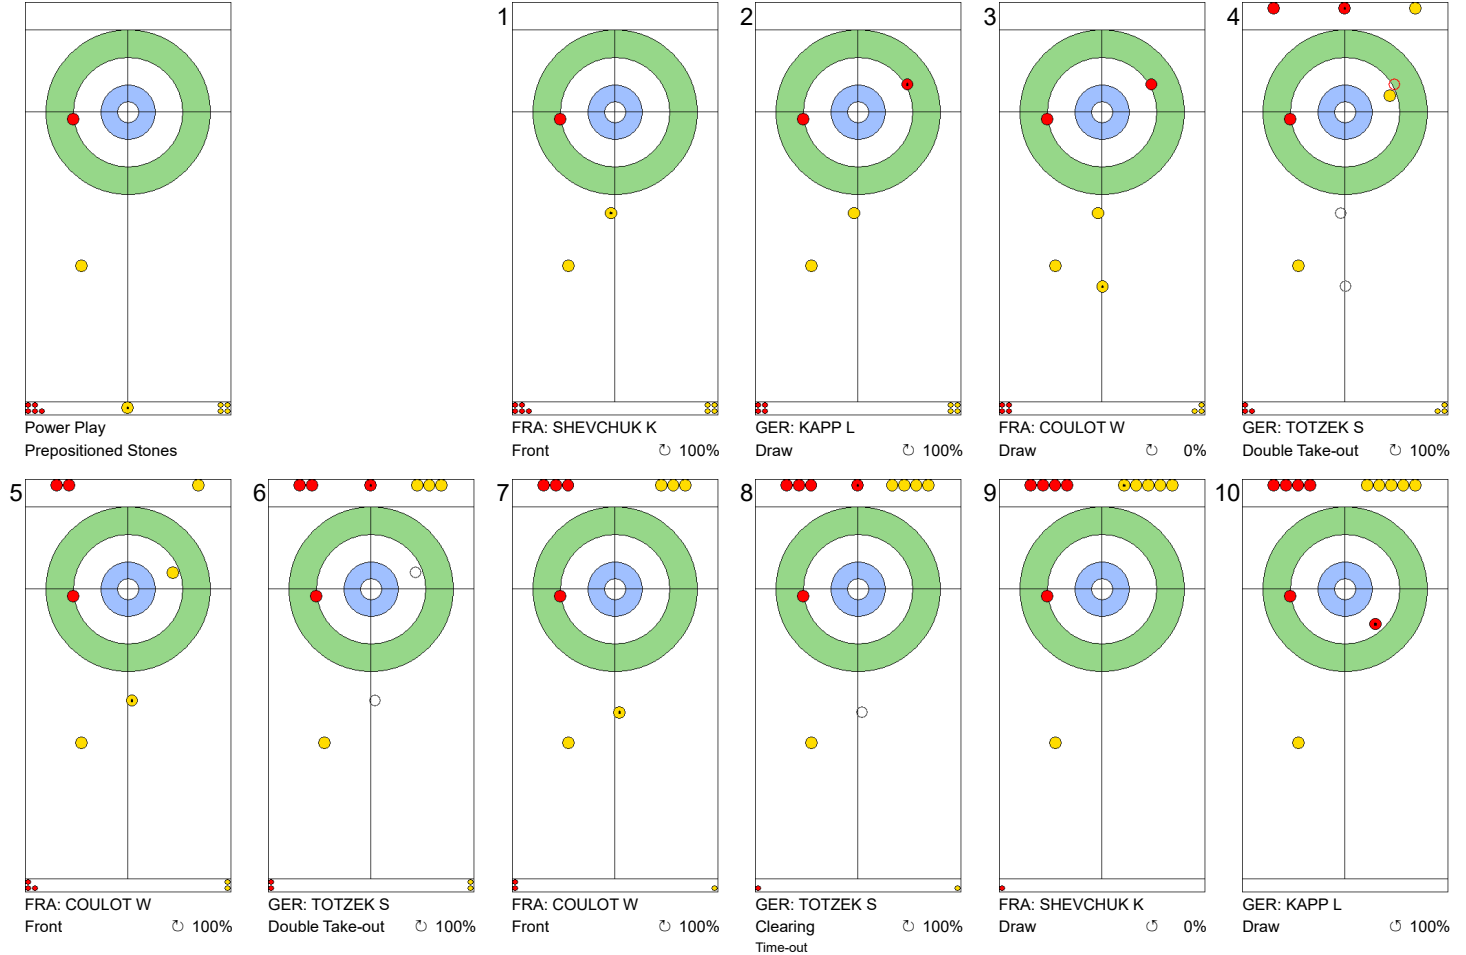 1
2
3
4
Power Play
Prepositioned Stones
FRA: SHEVCHUK K
Front ↻ 100%
GER: KAPP L
Draw ↻ 100%
FRA: COULOT W
Draw ↻ 0%
GER: TOTZEK S
Double Take-out ↻ 100%
5
6
7
8
9
10
FRA: COULOT W
Front ↻ 100%
GER: TOTZEK S
Double Take-out ↻ 100%
FRA: COULOT W
Front ↻ 100%
GER: TOTZEK S
Clearing ↻ 100%
Time-out
FRA: SHEVCHUK K
Draw ↺ 0%
GER: KAPP L
Draw ↺ 100%